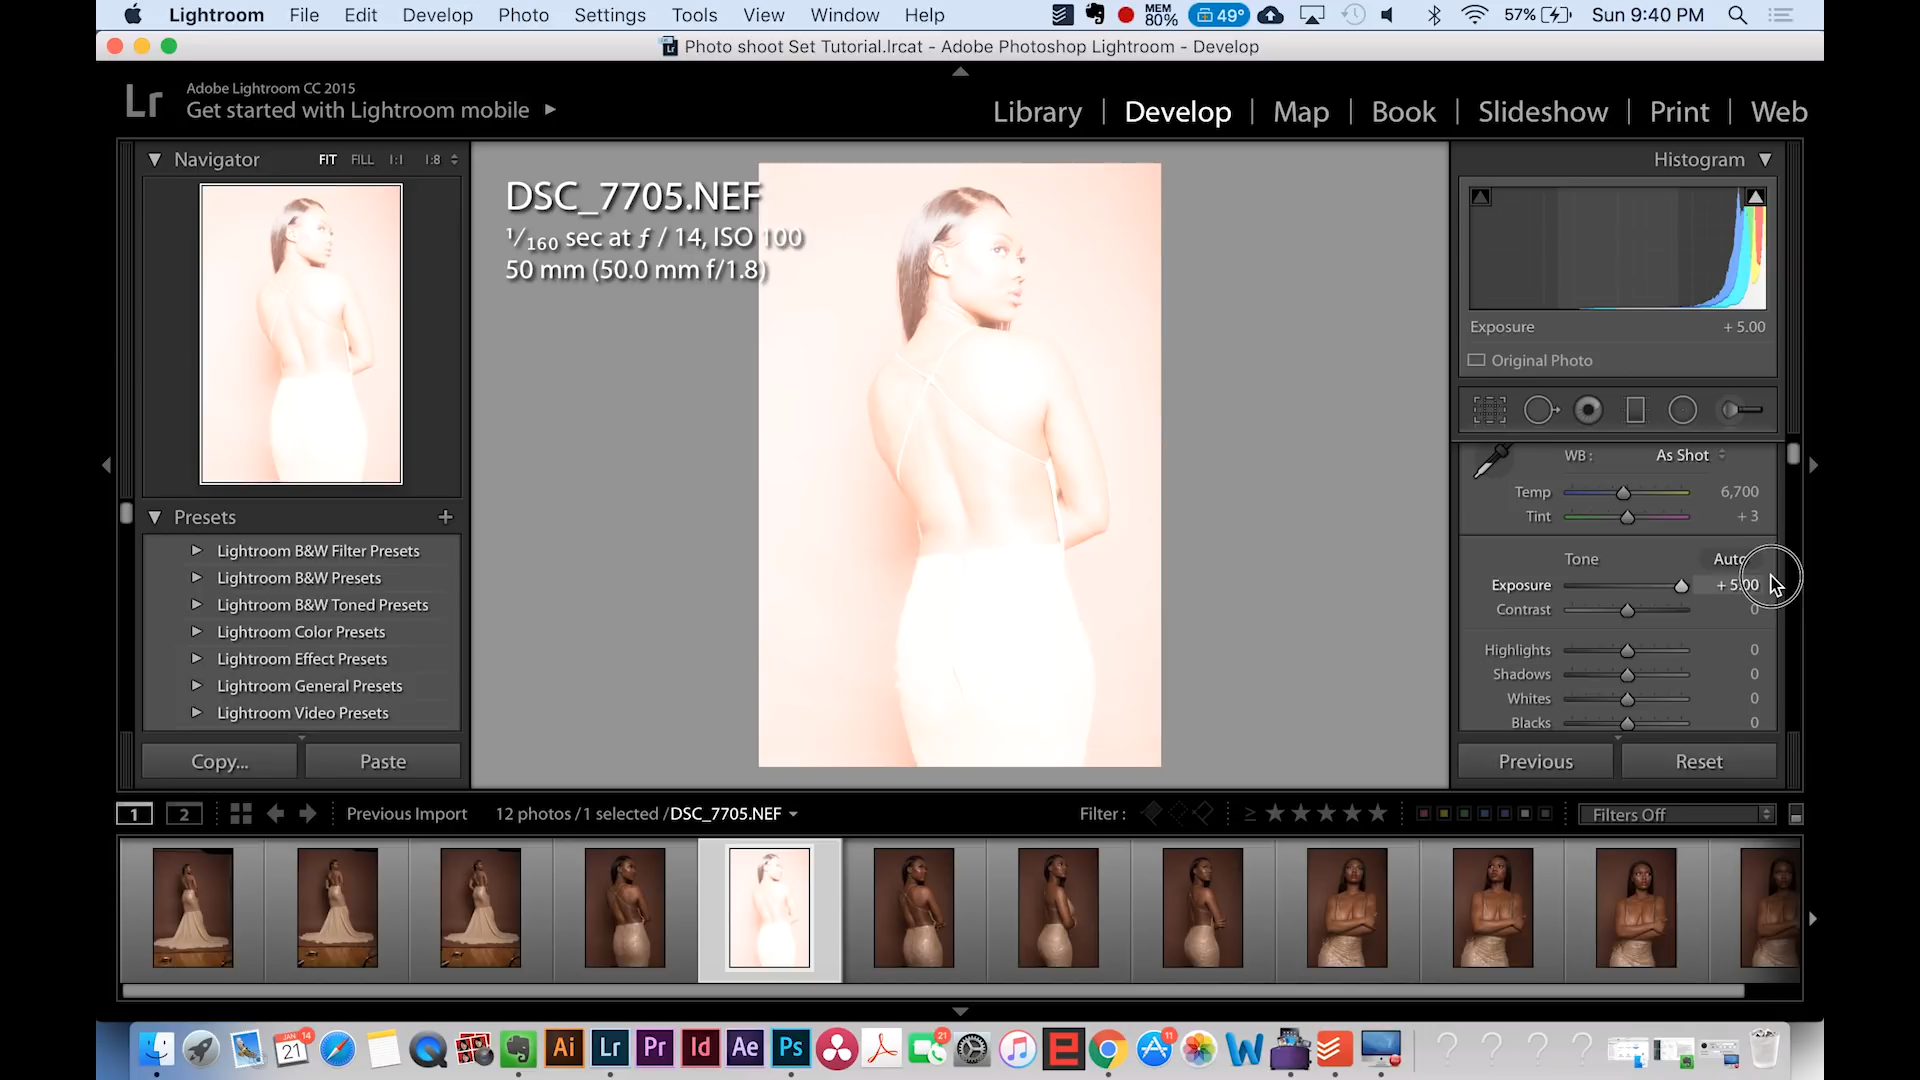 Lightroom File Edit Develop Photo Settings Tools View Window Help MEM 80% 49° 57% Sun 9:40 PM
Photo shoot Set Tutorial.lrcat - Adobe Photoshop Lightroom - Develop
Lr
Adobe Lightroom CC 2015
Get started with Lightroom mobile
Library | Develop | Map | Book | Slideshow | Print | Web
Navigator FIT FILL 1:1 1:8
DSC_7705.NEF
1/160 sec at ƒ / 14, ISO 100
50 mm (50.0 mm f/1.8)
Presets
Lightroom B&W Filter Presets
Lightroom B&W Presets
Lightroom B&W Toned Presets
Lightroom Color Presets
Lightroom Effect Presets
Lightroom General Presets
Lightroom Video Presets
Copy... Paste
Histogram
Exposure + 5.00
Original Photo
WB : As Shot
Temp 6,700
Tint + 3
Tone Auto
Exposure + 5.00
Contrast 0
Highlights 0
Shadows 0
Whites 0
Blacks 0
Previous Reset
1 2 Previous Import 12 photos / 1 selected / DSC_7705.NEF Filter : ≥ Filters Off
JAN 14 21 Ai Lr Pr Id Ae Ps 21 11